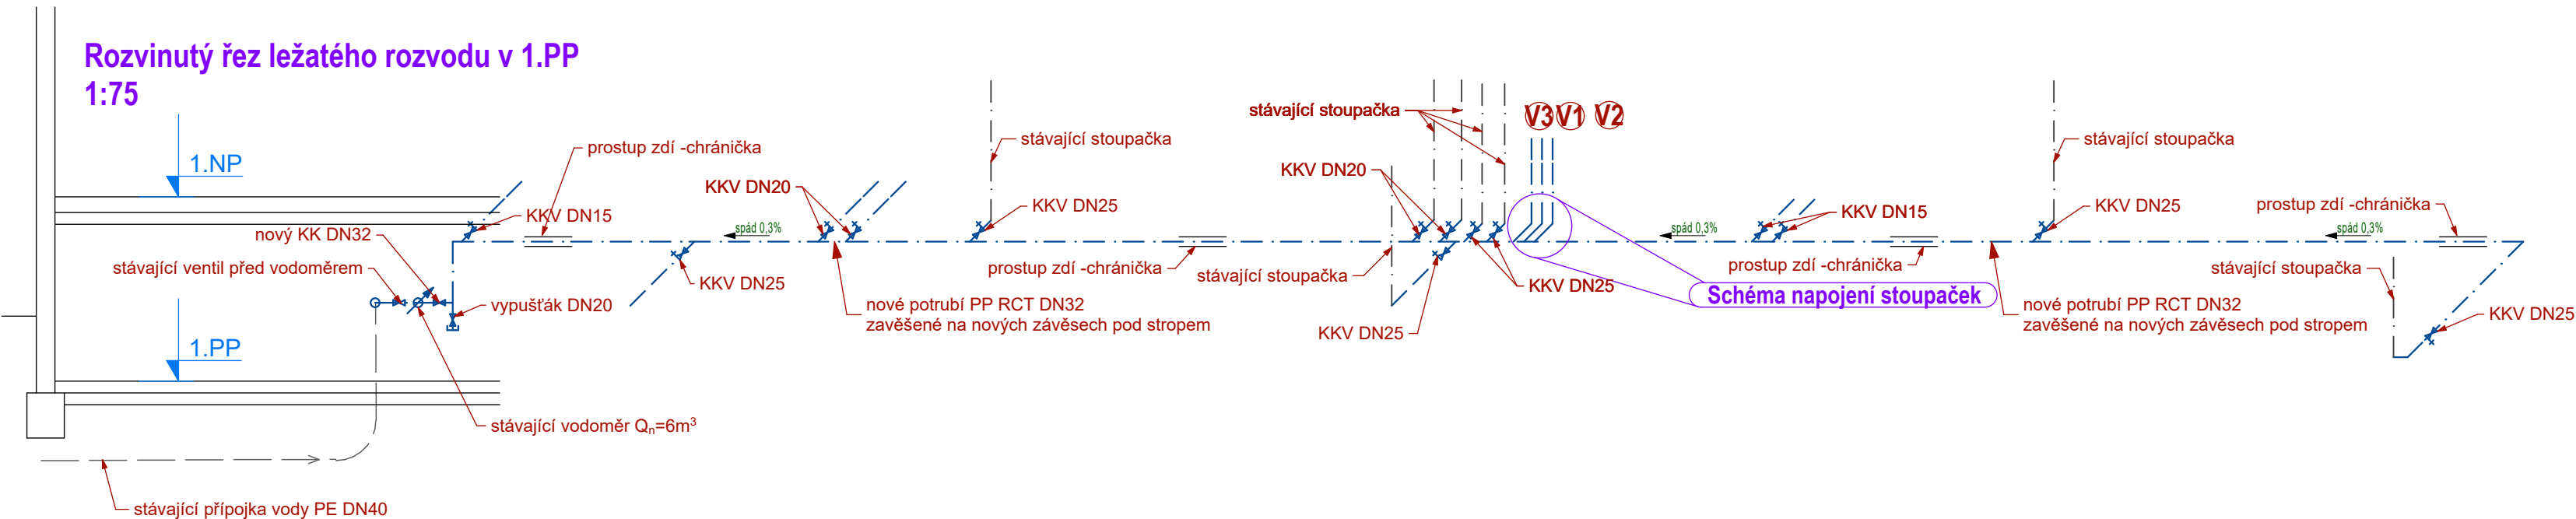 Rozvinutý řez ležatého rozvodu v 1.PP
1:75
1.NP
1.PP
prostup zdí -chránička
KKV DN15
nový KK DN32
stávající ventil před vodoměrem
vypušťák DN20
stávající vodoměr Qn=6m³
stávající přípojka vody PE DN40
KKV DN20
spád 0,3%
KKV DN25
nové potrubí PP RCT DN32
zavěšené na nových závěsech pod stropem
stávající stoupačka
KKV DN25
prostup zdí -chránička
stávající stoupačka
KKV DN20
stávající stoupačka
KKV DN25
KKV DN25
V3
V1
V2
Schéma napojení stoupaček
spád 0,3%
KKV DN15
prostup zdí -chránička
stávající stoupačka
KKV DN25
nové potrubí PP RCT DN32
zavěšené na nových závěsech pod stropem
prostup zdí -chránička
spád 0,3%
stávající stoupačka
KKV DN25